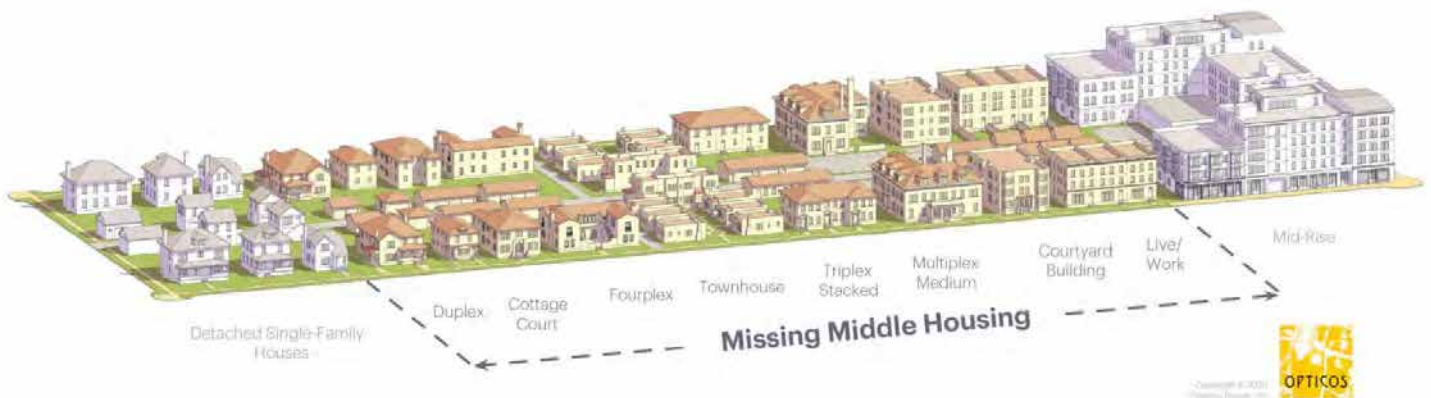 Detached Single-Family
Houses
Duplex
Cottage
Court
Fourplex
Townhouse
Triplex
Stacked
Multiplex
Medium
Courtyard
Building
Live/
Work
Mid-Rise
Missing Middle Housing
OPTICOS